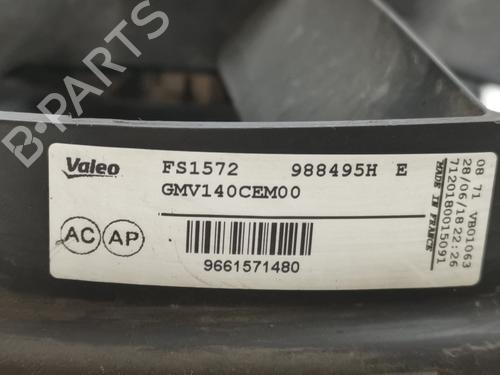 B-PARTS
Valeo
FS1572 988495H E
GMV140CEM00
AC AP
9661571480
08 71 VB01063
28/06/18 22:26
7120180015091
MADE IN FRANCE